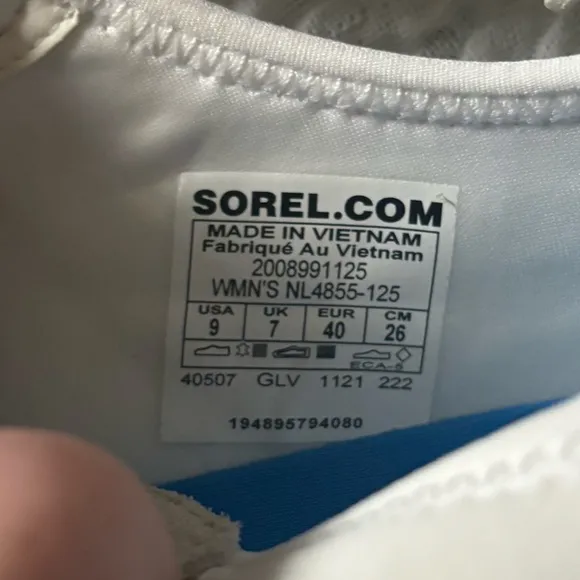 SOREL.COM
MADE IN VIETNAM
Fabriqué Au Vietnam
2008991125
WMN'S NL4855-125
USA UK EUR CM
9 7 40 26
ECA-5
40507 GLV 1121 222
194895794080